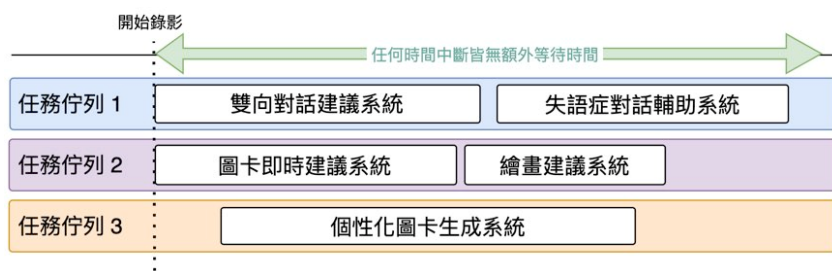 開始錄影
任何時間中斷皆無額外等待時間
任務佇列 1
雙向對話建議系統
失語症對話輔助系統
任務佇列 2
圖卡即時建議系統
繪畫建議系統
任務佇列 3
個性化圖卡生成系統